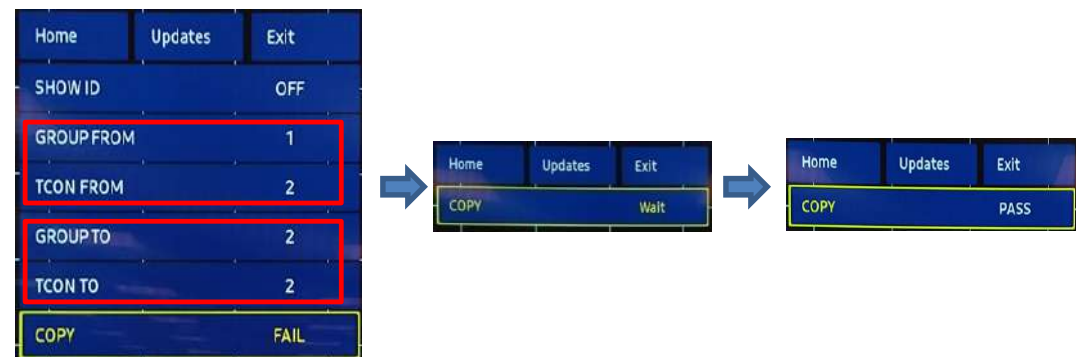 Home Updates Exit
SHOW ID OFF
GROUP FROM 1
TCON FROM 2
GROUP TO 2
TCON TO 2
COPY FAIL
Home Updates Exit
COPY Wait
Home Updates Exit
COPY PASS